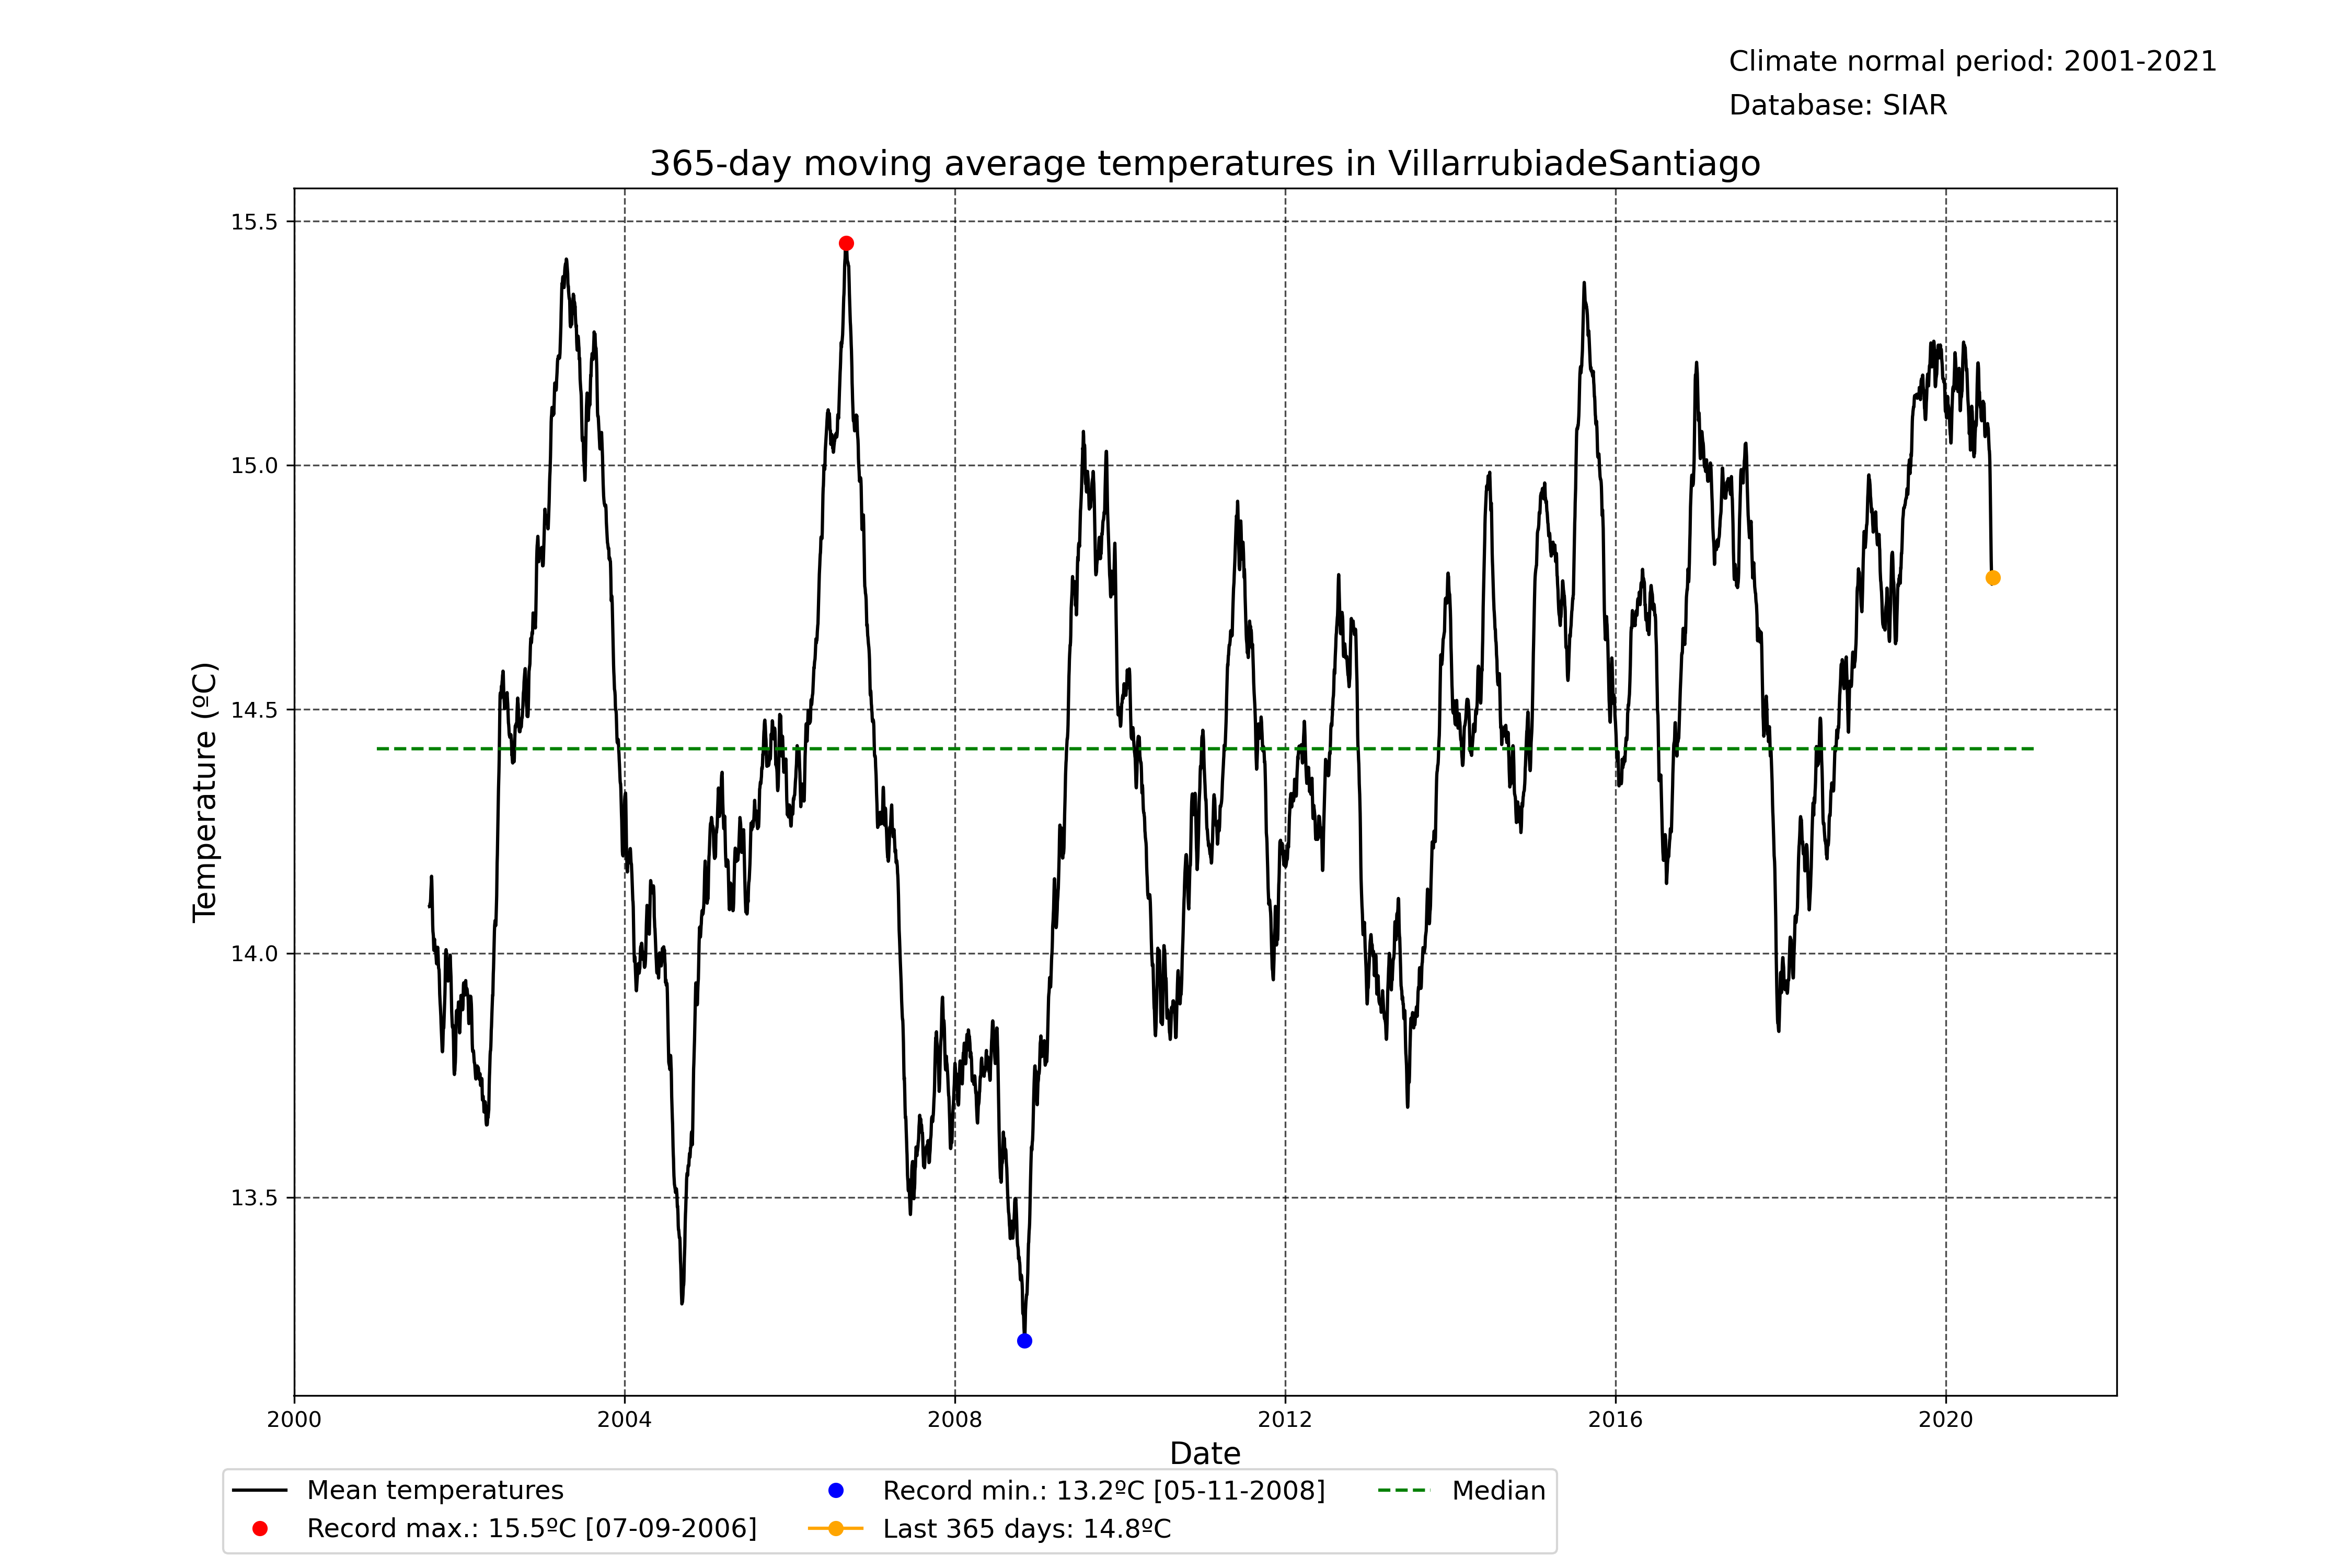 Climate normal period: 2001-2021
Database: SIAR
365-day moving average temperatures in VillarrubiadeSantiago
Temperature (ºC)
15.5
15.0
14.5
14.0
13.5
2000 2004 2008 2012 2016 2020
Date
Mean temperatures
Record max.: 15.5ºC [07-09-2006]
Record min.: 13.2ºC [05-11-2008]
Last 365 days: 14.8ºC
Median